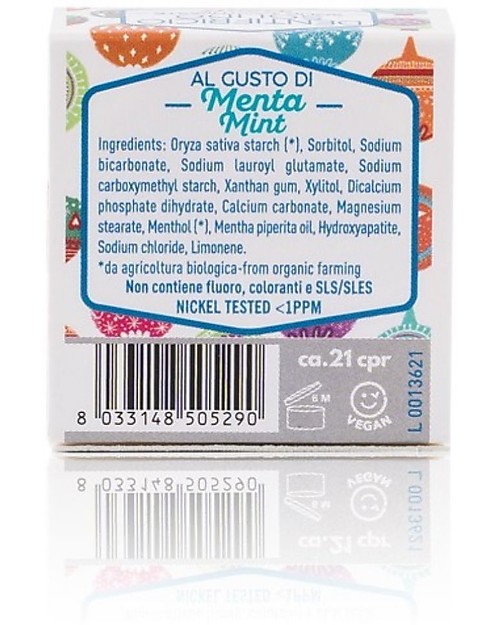 AL GUSTO DI
Menta
Mint
Ingredients: Oryza sativa starch (*), Sorbitol, Sodium
bicarbonate, Sodium lauroyl glutamate, Sodium
carboxymethyl starch, Xanthan gum, Xylitol, Dicalcium
phosphate dihydrate, Calcium carbonate, Magnesium
stearate, Menthol (*), Mentha piperita oil, Hydroxyapatite,
Sodium chloride, Limonene.
*da agricoltura biologica-from organic farming
Non contiene fluoro, coloranti e SLS/SLES
NICKEL TESTED <1PPM
8 033148 505290
ca.21 cpr
6 M
VEGAN
L 0013621